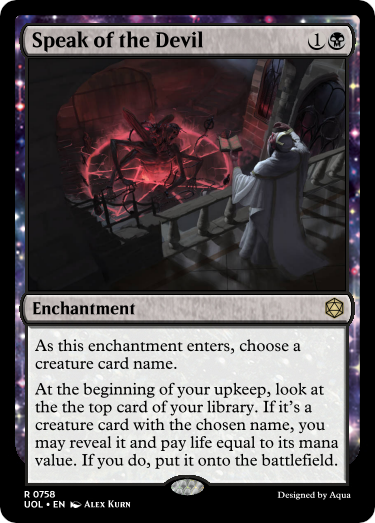 Speak of the Devil 1
Enchantment
As this enchantment enters, choose a
creature card name.
At the beginning of your upkeep, look at
the the top card of your library. If it's a
creature card with the chosen name, you
may reveal it and pay life equal to its mana
value. If you do, put it onto the battlefield.
R 0758
UOL • EN Alex Kurn
Designed by Aqua